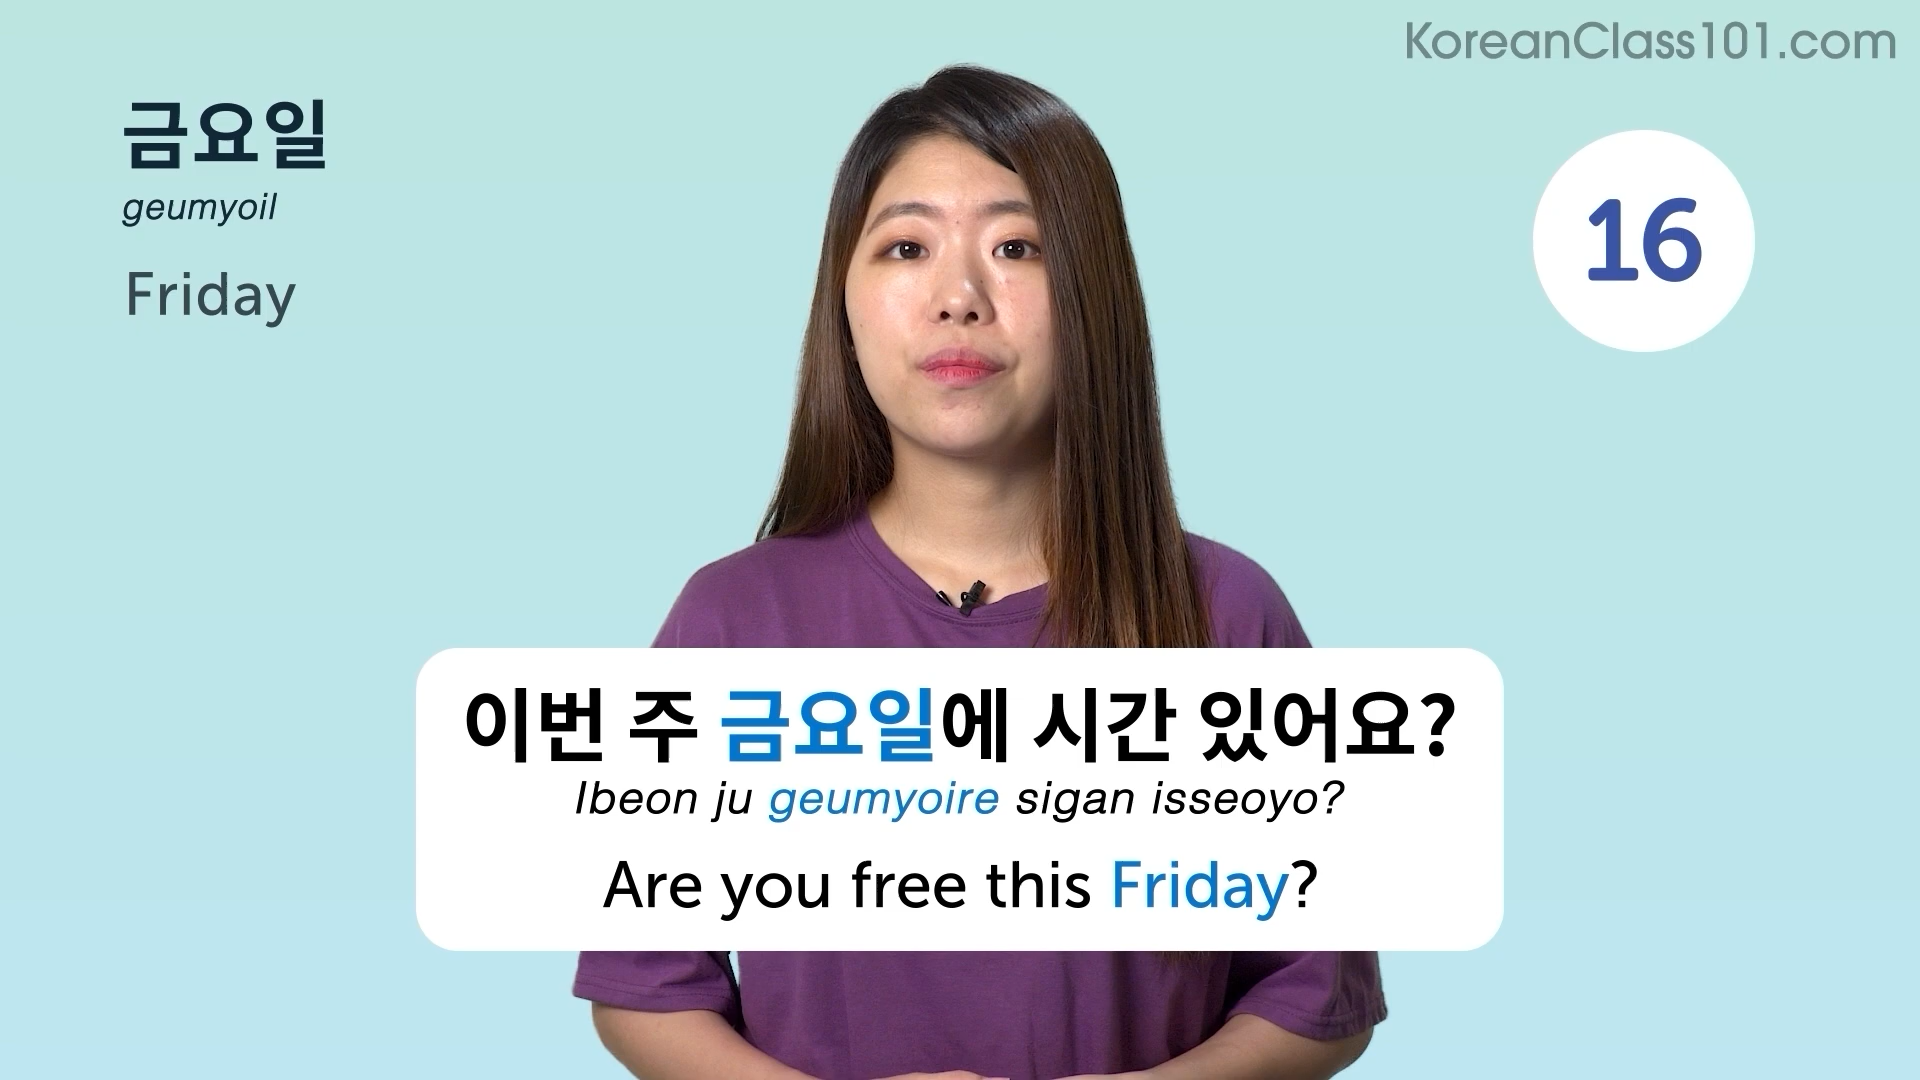 KoreanClass101.com
금요일
geumyoil
Friday
16
이번 주 금요일에 시간 있어요?
Ibeon ju geumyoire sigan isseoyo?
Are you free this Friday?